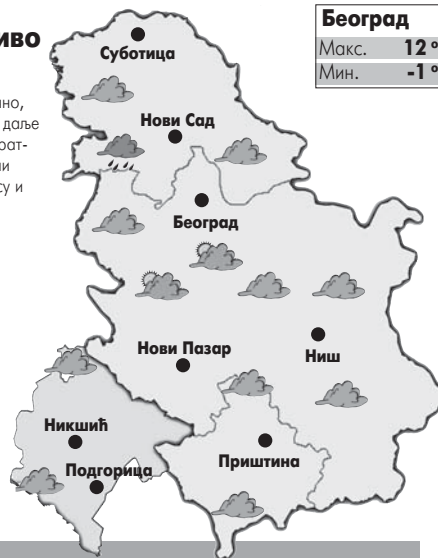 иво
но,
даље
рат-
и
су и
Суботица
Нови Сад
Београд
Нови Пазар
Ниш
Никшић
Подгорица
Приштина
Београд
Макс. 12 °
Мин. -1 °